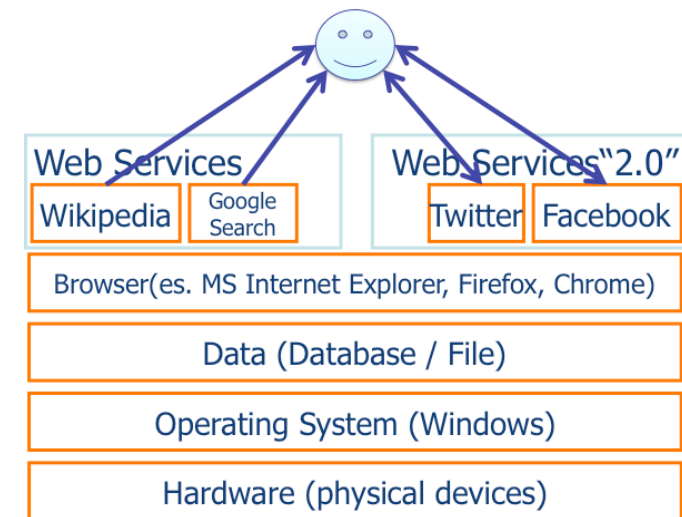 Web Services
Web Services“2.0”
Wikipedia
Google
Search
Twitter
Facebook
Browser(es. MS Internet Explorer, Firefox, Chrome)
Data (Database / File)
Operating System (Windows)
Hardware (physical devices)